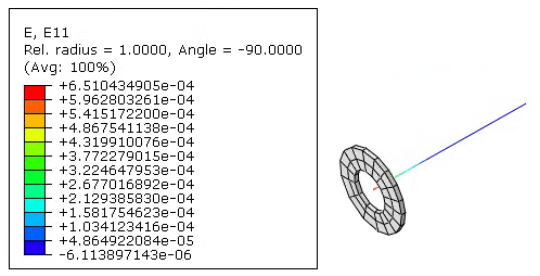 E, E11
Rel. radius = 1.0000, Angle = -90.0000
(Avg: 100%)
+6.510434905e-04
+5.962803261e-04
+5.415172200e-04
+4.867541138e-04
+4.319910076e-04
+3.772279015e-04
+3.224647953e-04
+2.677016892e-04
+2.129385830e-04
+1.581754623e-04
+1.034123416e-04
+4.864922084e-05
-6.113897143e-06